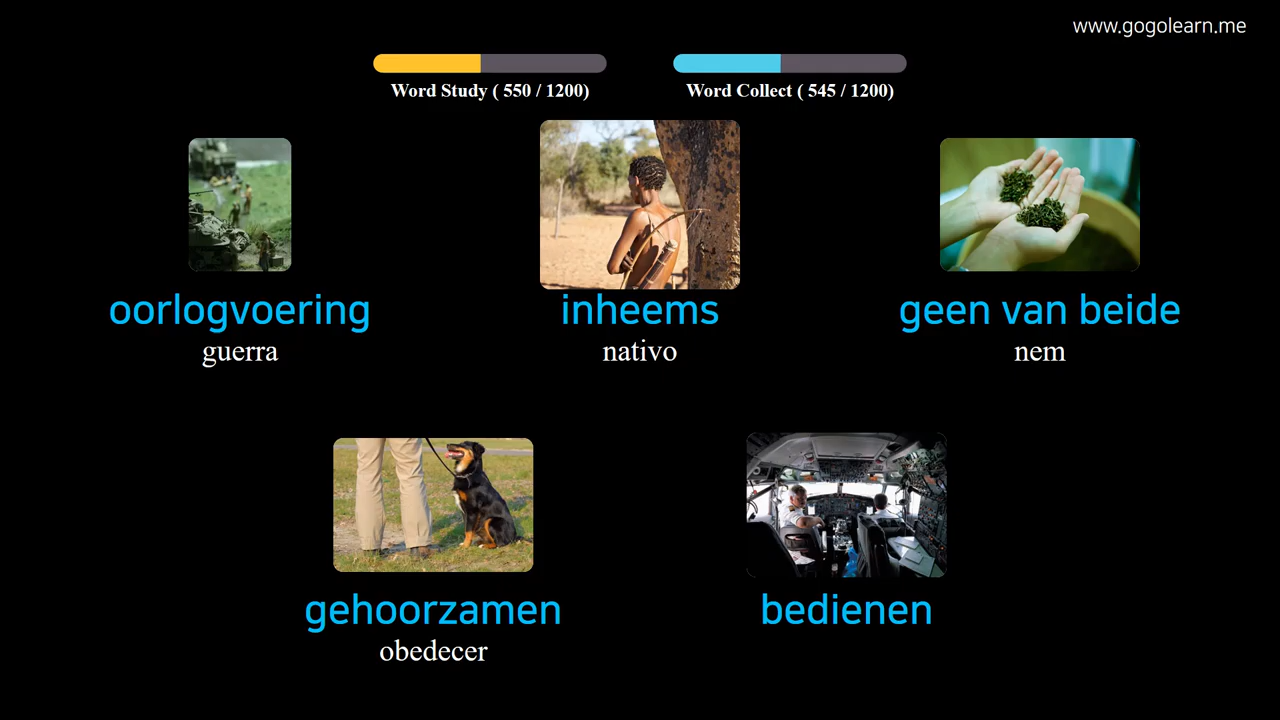 www.gogolearn.me
Word Study ( 550 / 1200)
Word Collect ( 545 / 1200)
oorlogvoering
guerra
inheems
nativo
geen van beide
nem
gehoorzamen
obedecer
bedienen